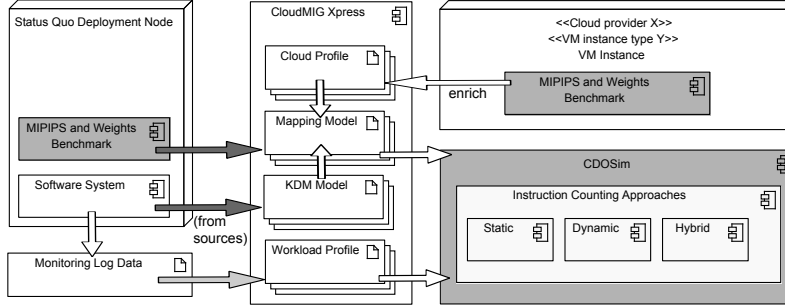 Status Quo Deployment Node
MIPIPS and Weights
Benchmark
Software System
Monitoring Log Data
(from
sources)
CloudMIG Xpress
Cloud Profile
Mapping Model
KDM Model
Workload Profile
enrich
<<Cloud provider X>>
<<VM instance type Y>>
VM Instance
MIPIPS and Weights
Benchmark
CDOSim
Instruction Counting Approaches
Static
Dynamic
Hybrid